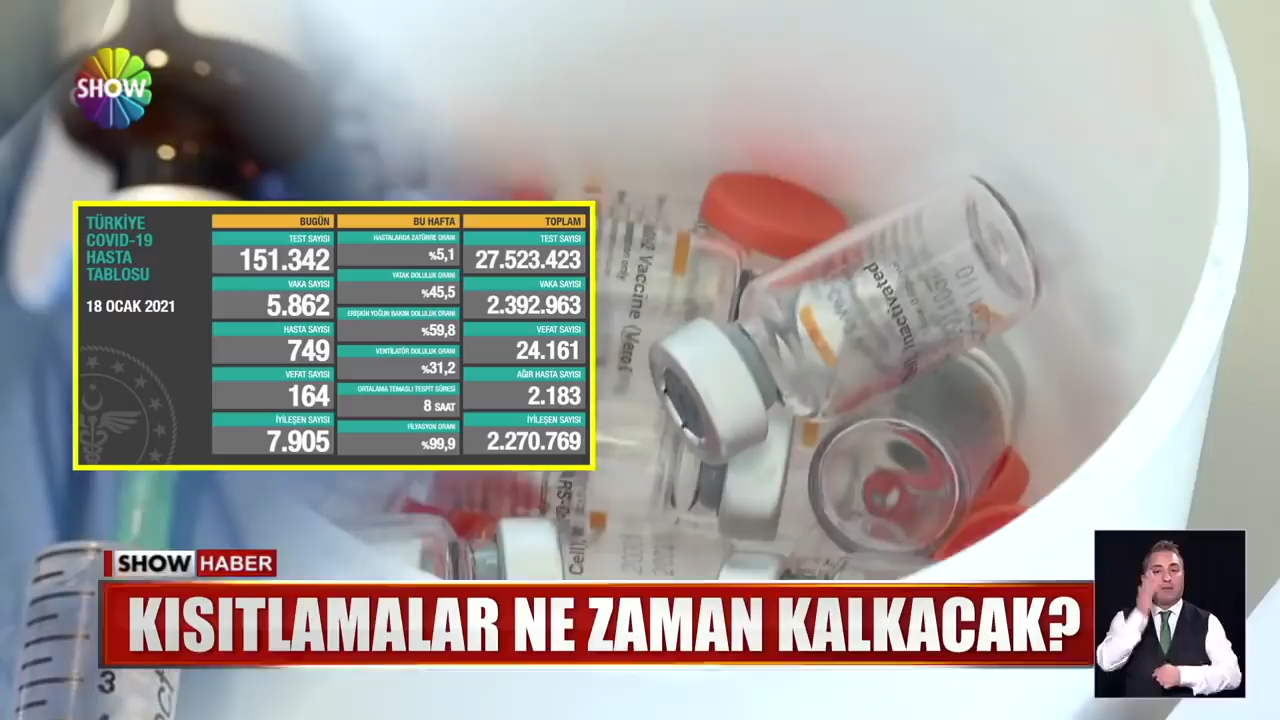 SHOW
TÜRKİYE
COVID-19
HASTA
TABLOSU
18 OCAK 2021
BUGÜN
TEST SAYISI
151.342
VAKA SAYISI
5.862
HASTA SAYISI
749
VEFAT SAYISI
164
İYİLEŞEN SAYISI
7.905
BU HAFTA
HASTALARDA ZATÜRRE ORANI
%5,1
YATAK DOLULUK ORANI
%45,5
ERİŞKİN YOĞUN BAKIM DOLULUK ORANI
%59,8
VENTİLATÖR DOLULUK ORANI
%31,2
ORTALAMA TEMASLI TESPİT SÜRESİ
8 SAAT
FİLYASYON ORANI
%99,9
TOPLAM
TEST SAYISI
27.523.423
VAKA SAYISI
2.392.963
VEFAT SAYISI
24.161
AĞIR HASTA SAYISI
2.183
İYİLEŞEN SAYISI
2.270.769
Vaccine (Vero
Inactivated
3
SHOW HABER
KISITLAMALAR NE ZAMAN KALKACAK?